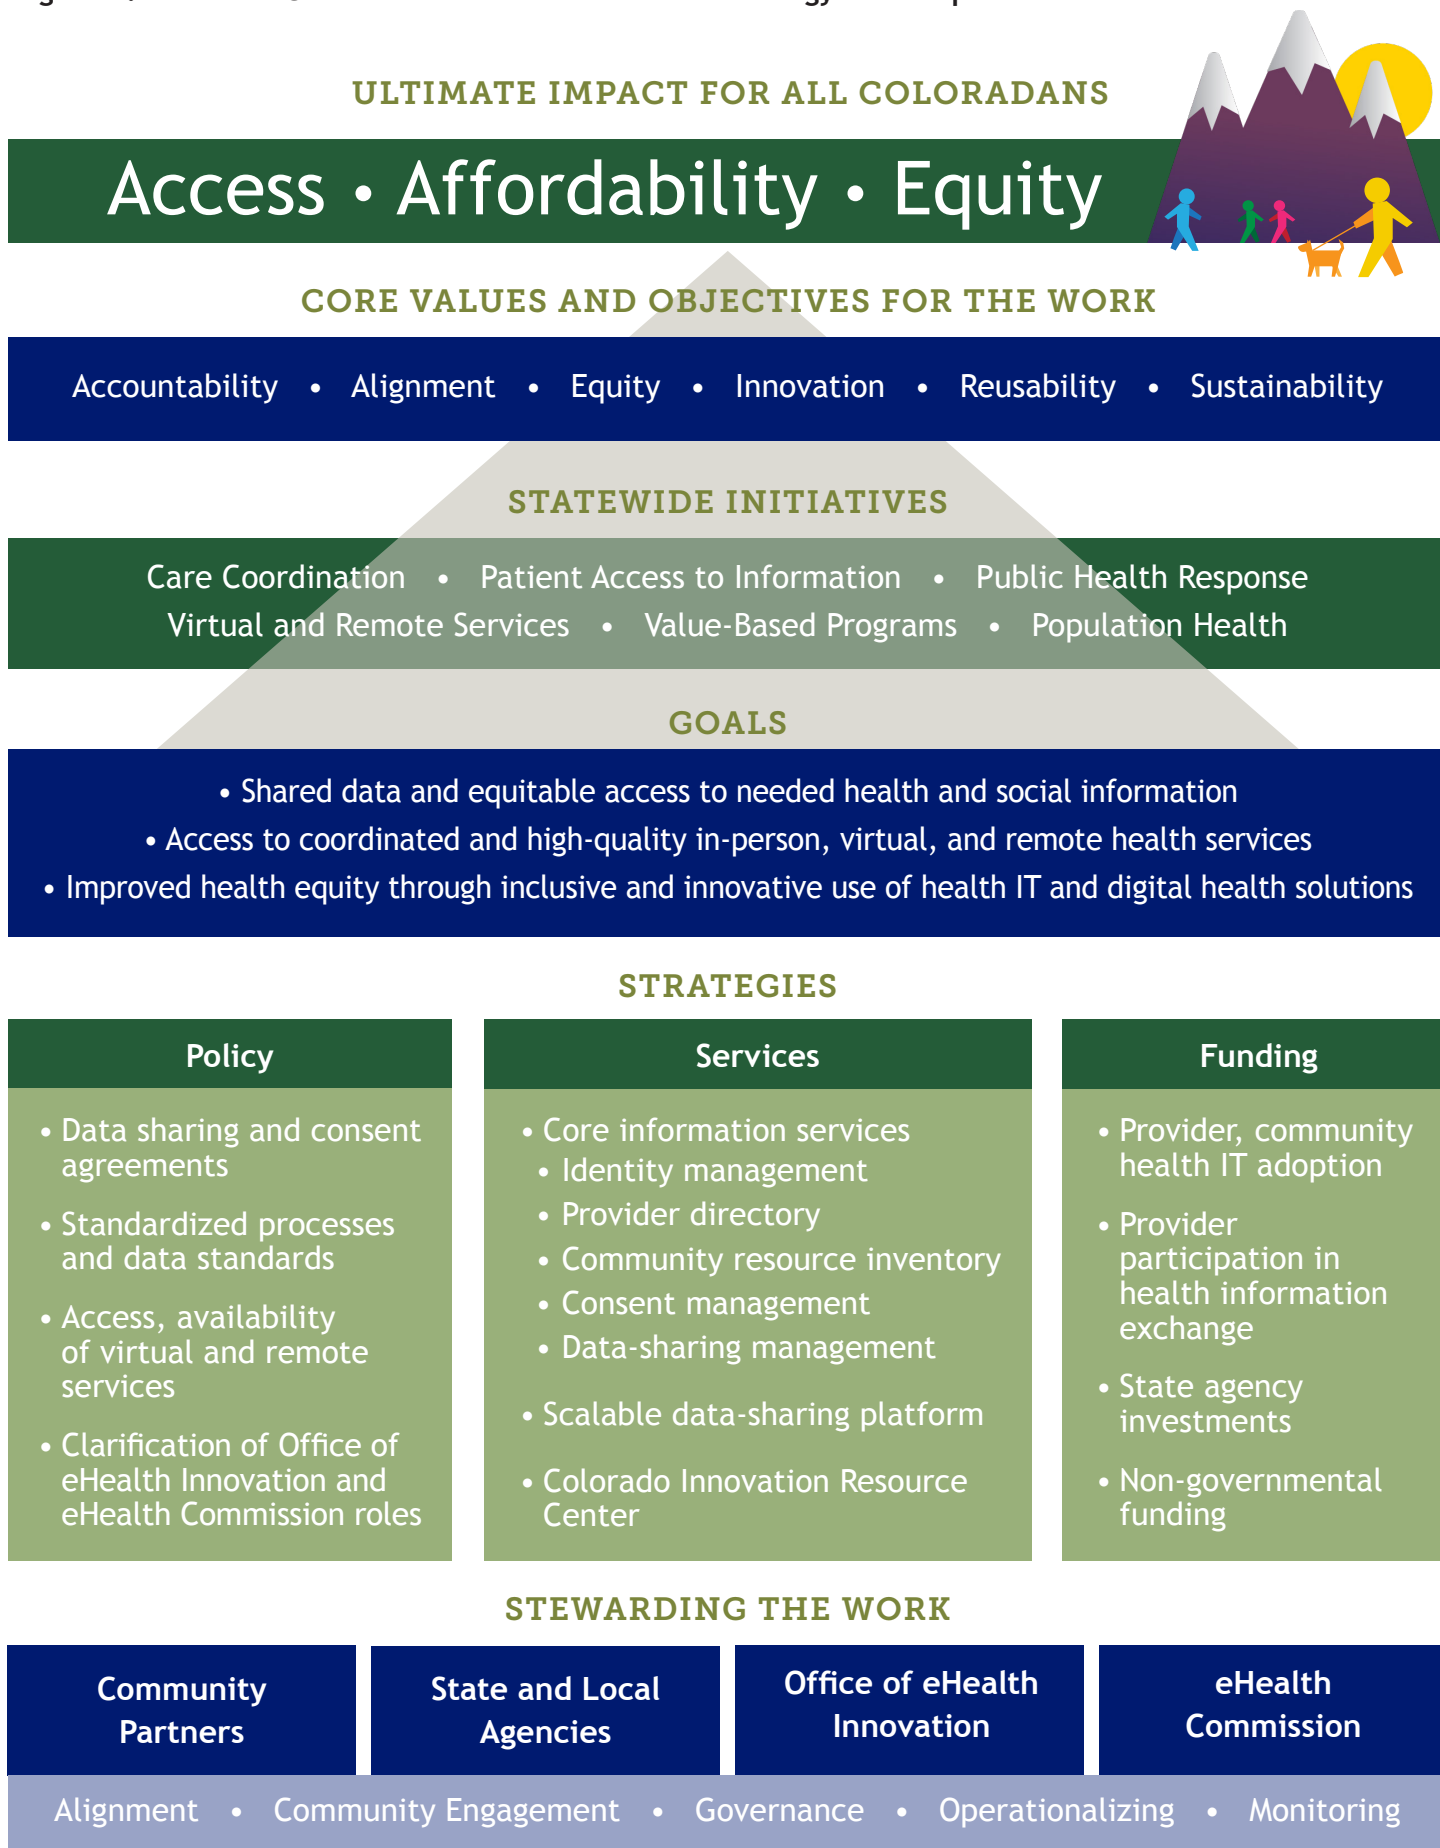 ULTIMATE IMPACT FOR ALL COLORADANS
Access • Affordability • Equity
CORE VALUES AND OBJECTIVES FOR THE WORK
Accountability • Alignment • Equity • Innovation • Reusability • Sustainability
STATEWIDE INITIATIVES
Care Coordination • Patient Access to Information • Public Health Response
Virtual and Remote Services • Value-Based Programs • Population Health
GOALS
• Shared data and equitable access to needed health and social information
• Access to coordinated and high-quality in-person, virtual, and remote health services
• Improved health equity through inclusive and innovative use of health IT and digital health solutions
STRATEGIES
Policy
• Data sharing and consent
agreements
• Standardized processes
and data standards
• Access, availability
of virtual and remote
services
• Clarification of Office of
eHealth Innovation and
eHealth Commission roles
Services
• Core information services
• Identity management
• Provider directory
• Community resource inventory
• Consent management
• Data-sharing management
• Scalable data-sharing platform
• Colorado Innovation Resource
Center
Funding
• Provider, community
health IT adoption
• Provider
participation in
health information
exchange
• State agency
investments
• Non-governmental
funding
STEWARDING THE WORK
Community
Partners
State and Local
Agencies
Office of eHealth
Innovation
eHealth
Commission
Alignment • Community Engagement • Governance • Operationalizing • Monitoring